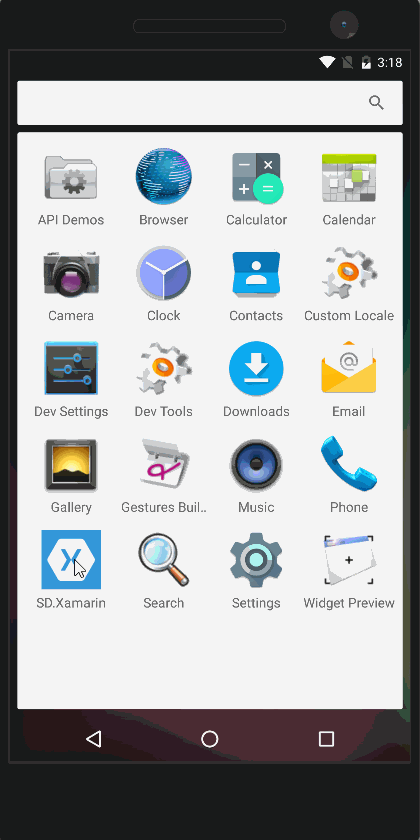 3:18
API Demos Browser Calculator Calendar
Camera Clock Contacts Custom Locale
Dev Settings Dev Tools Downloads Email
Gallery Gestures Buil.. Music Phone
SD.Xamarin Search Settings Widget Preview